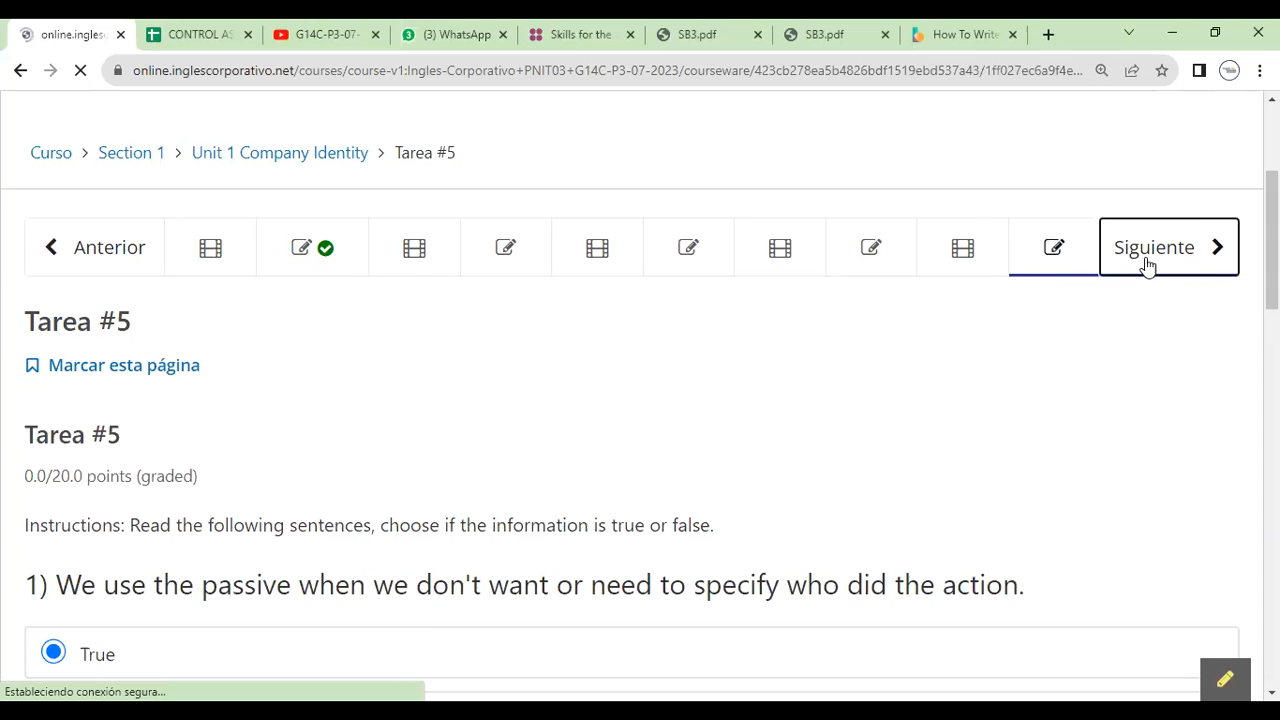 online.ingles
CONTROL AS
G14C-P3-07-
(3) WhatsApp
Skills for the
SB3.pdf
SB3.pdf
How To Write
online.inglescorporativo.net/courses/course-v1:Ingles-Corporativo+PNIT03+G14C-P3-07-2023/courseware/423cb278ea5b4826bdf1519ebd537a43/1ff027ec6a9f4e...
Curso > Section 1 > Unit 1 Company Identity > Tarea #5
Anterior
Siguiente
Tarea #5
Marcar esta página
Tarea #5
0.0/20.0 points (graded)
Instructions: Read the following sentences, choose if the information is true or false.
1) We use the passive when we don't want or need to specify who did the action.
True
Estableciendo conexión segura...